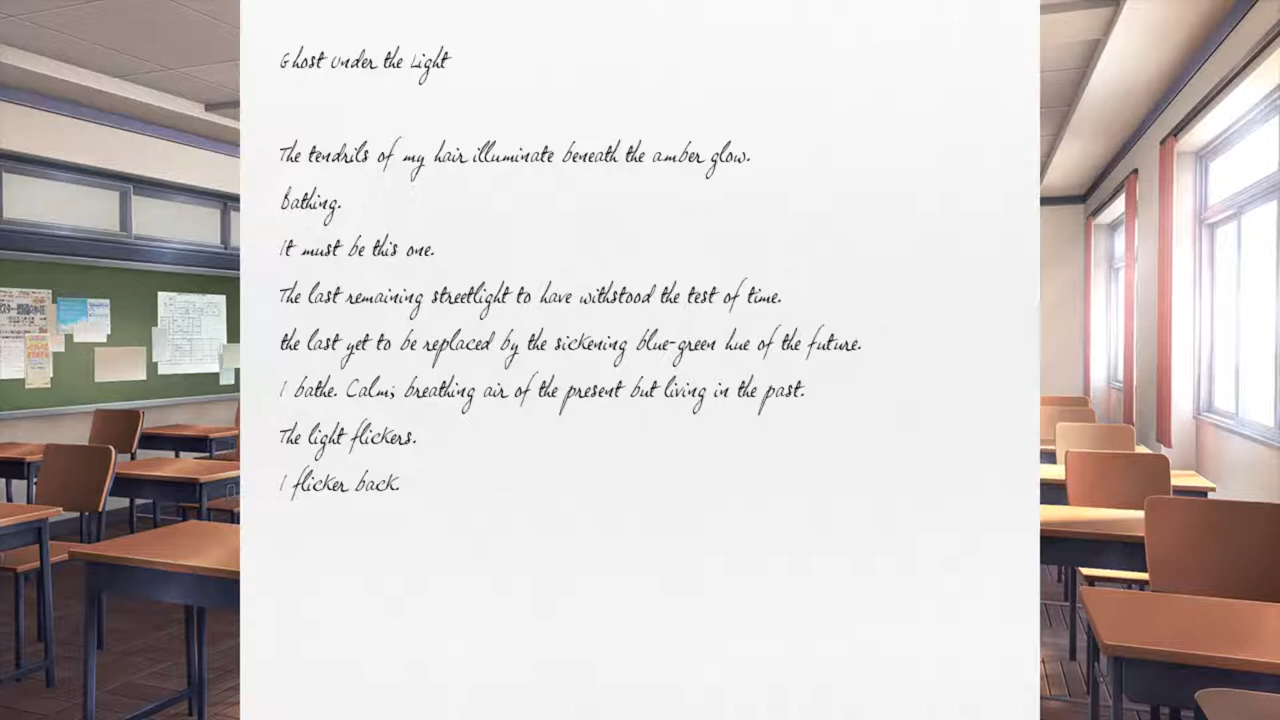 Ghost Under the Light
The tendrils of my hair illuminate beneath the amber glow.
Bathing.
It must be this one.
The last remaining streetlight to have withstood the test of time.
the last yet to be replaced by the sickening blue-green hue of the future.
I bathe. Calm; breathing air of the present but living in the past.
The light flickers.
I flicker back.